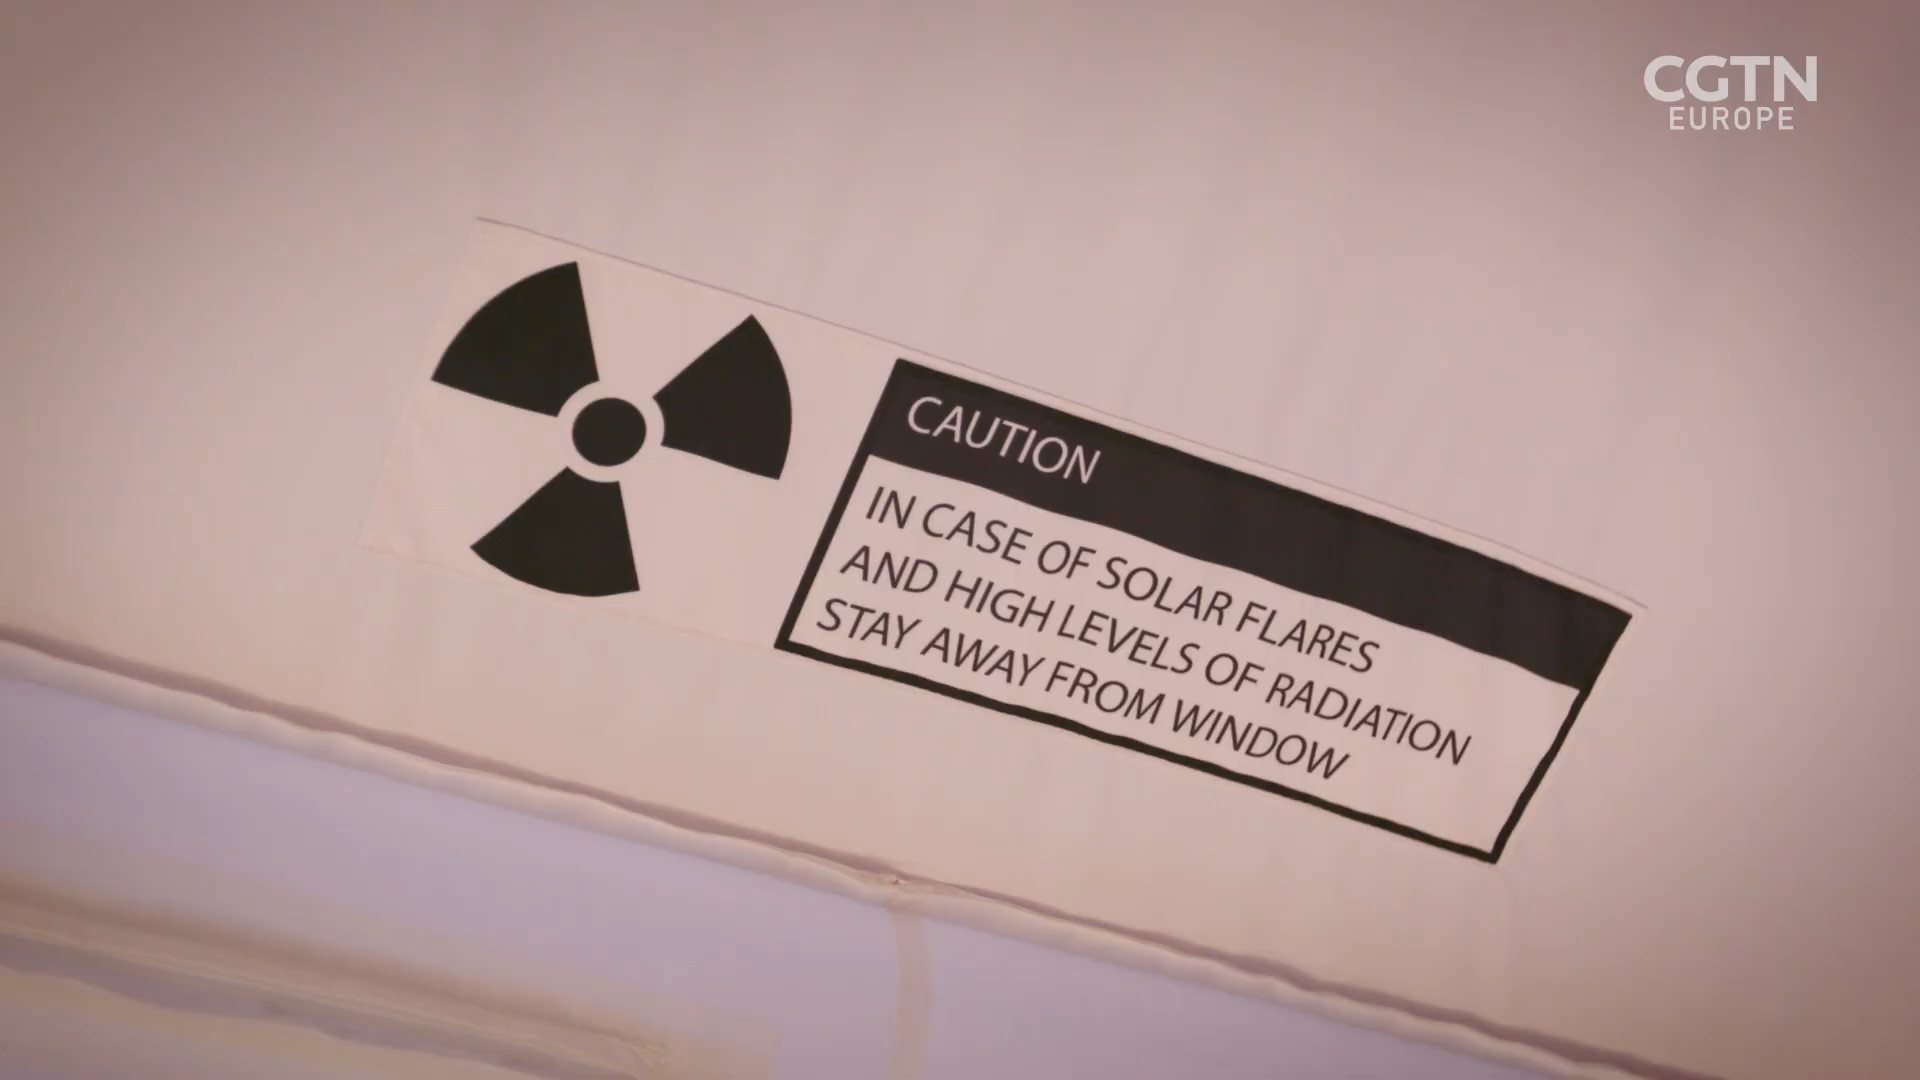 CGTN
EUROPE
CAUTION
IN CASE OF SOLAR FLARES
AND HIGH LEVELS OF RADIATION
STAY AWAY FROM WINDOW